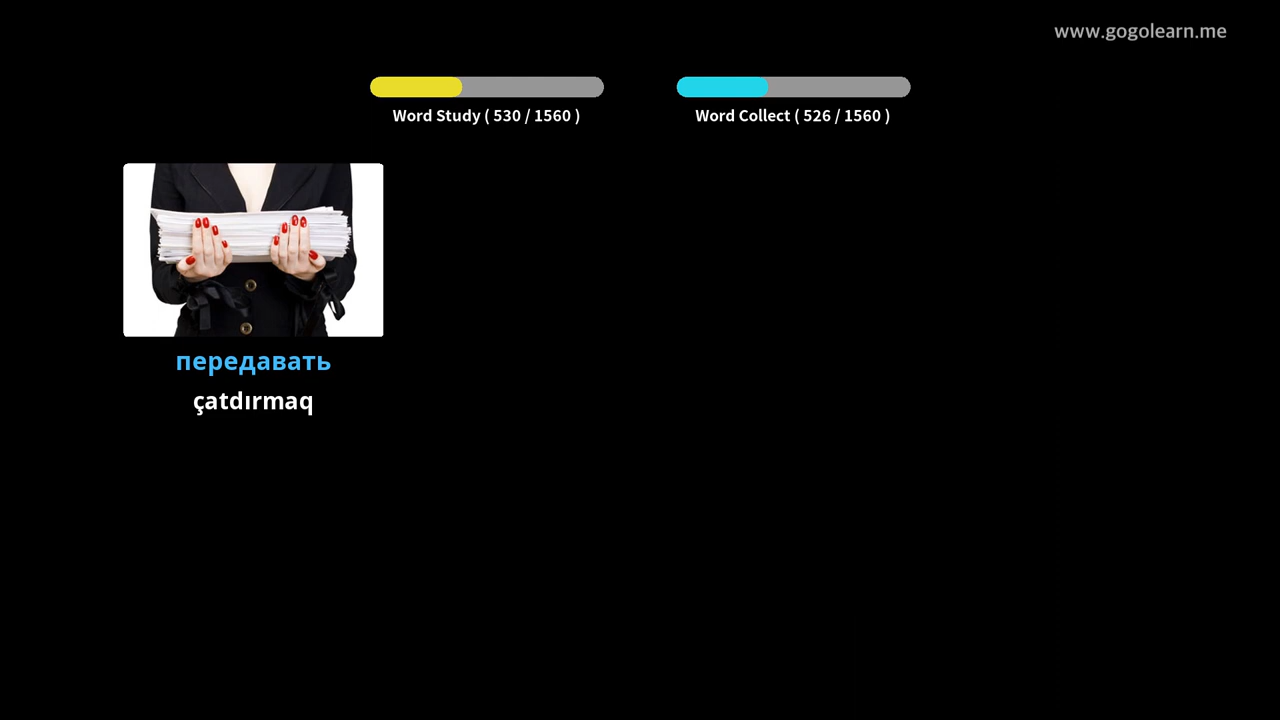 www.gogolearn.me
Word Study ( 530 / 1560 )
Word Collect ( 526 / 1560 )
передавать
çatdırmaq